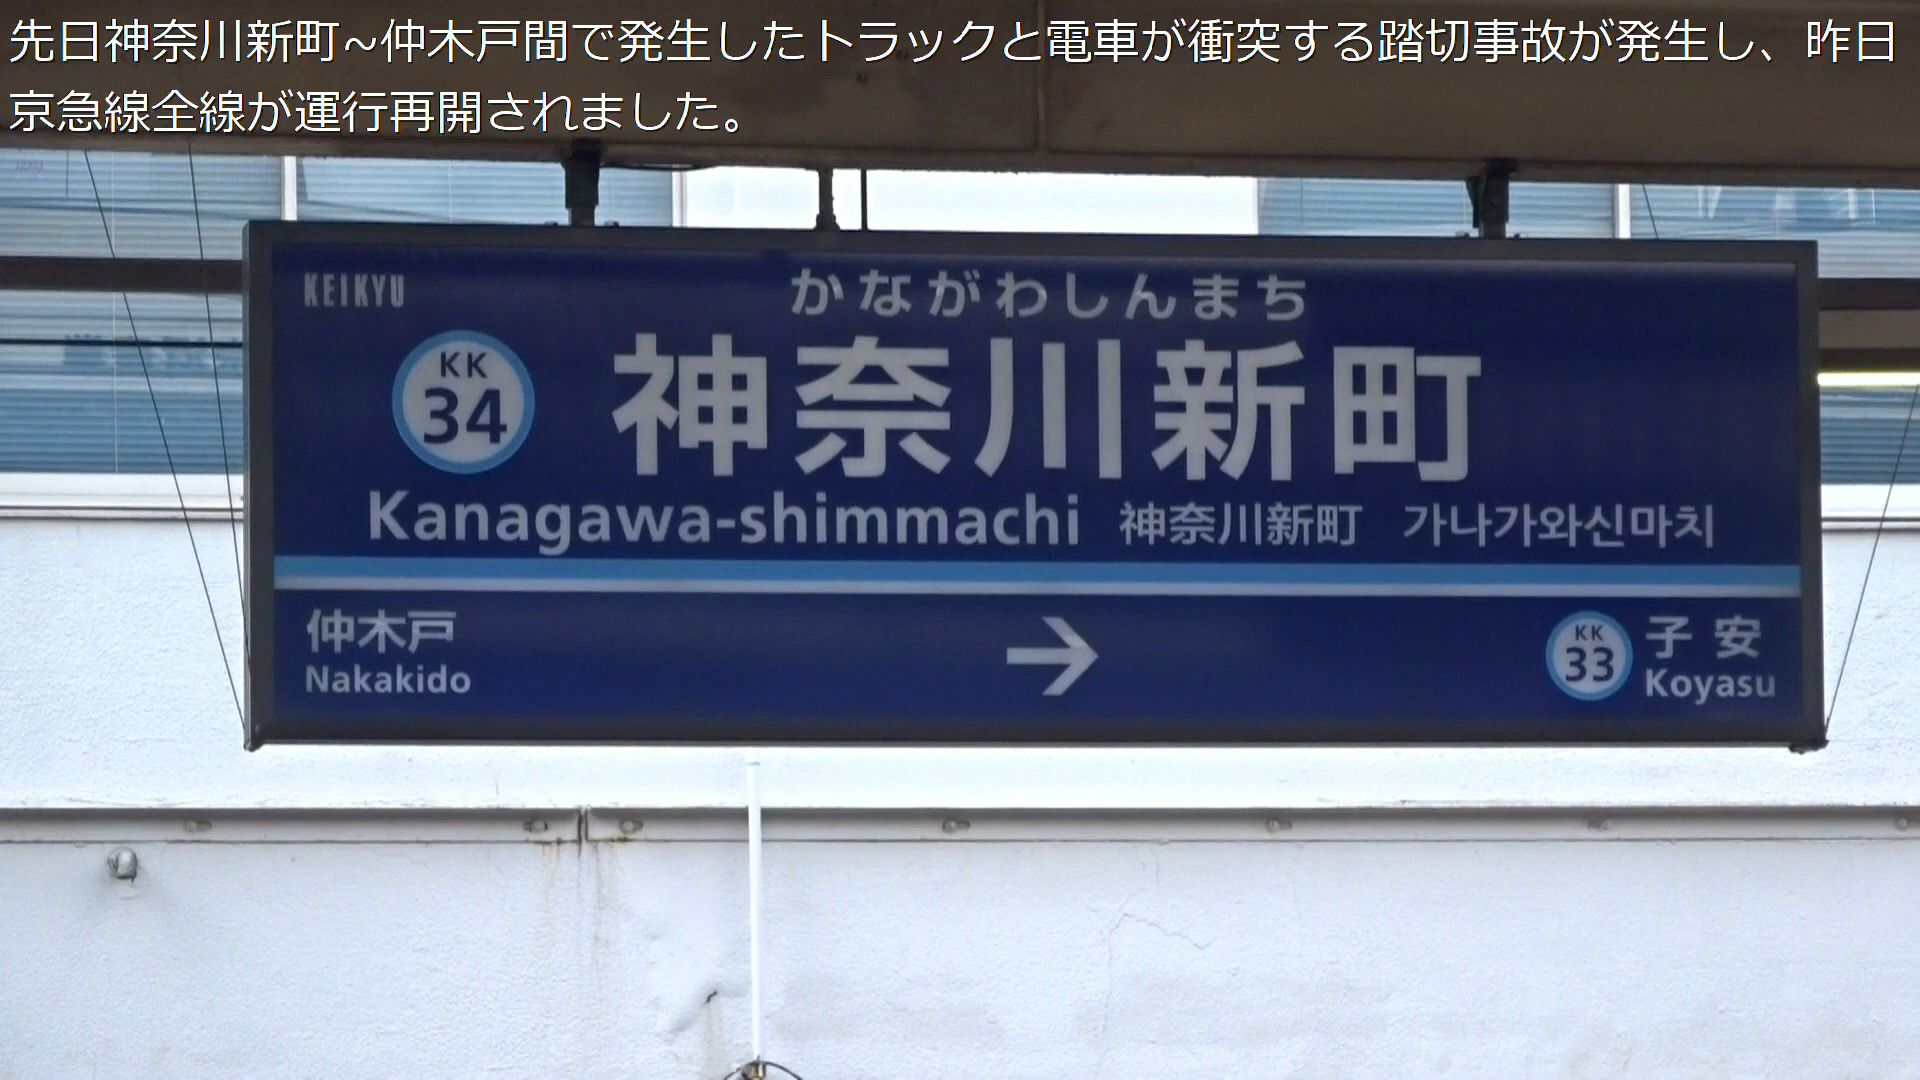 先日神奈川新町~仲木戸間で発生したトラックと電車が衝突する踏切事故が発生し、昨日
京急線全線が運行再開されました。
KEIKYU
かながわしんまち
KK
34
神奈川新町
Kanagawa-shimmachi 神奈川新町 가나가와신마치
仲木戸
Nakakido
→
KK
33
子安
Koyasu